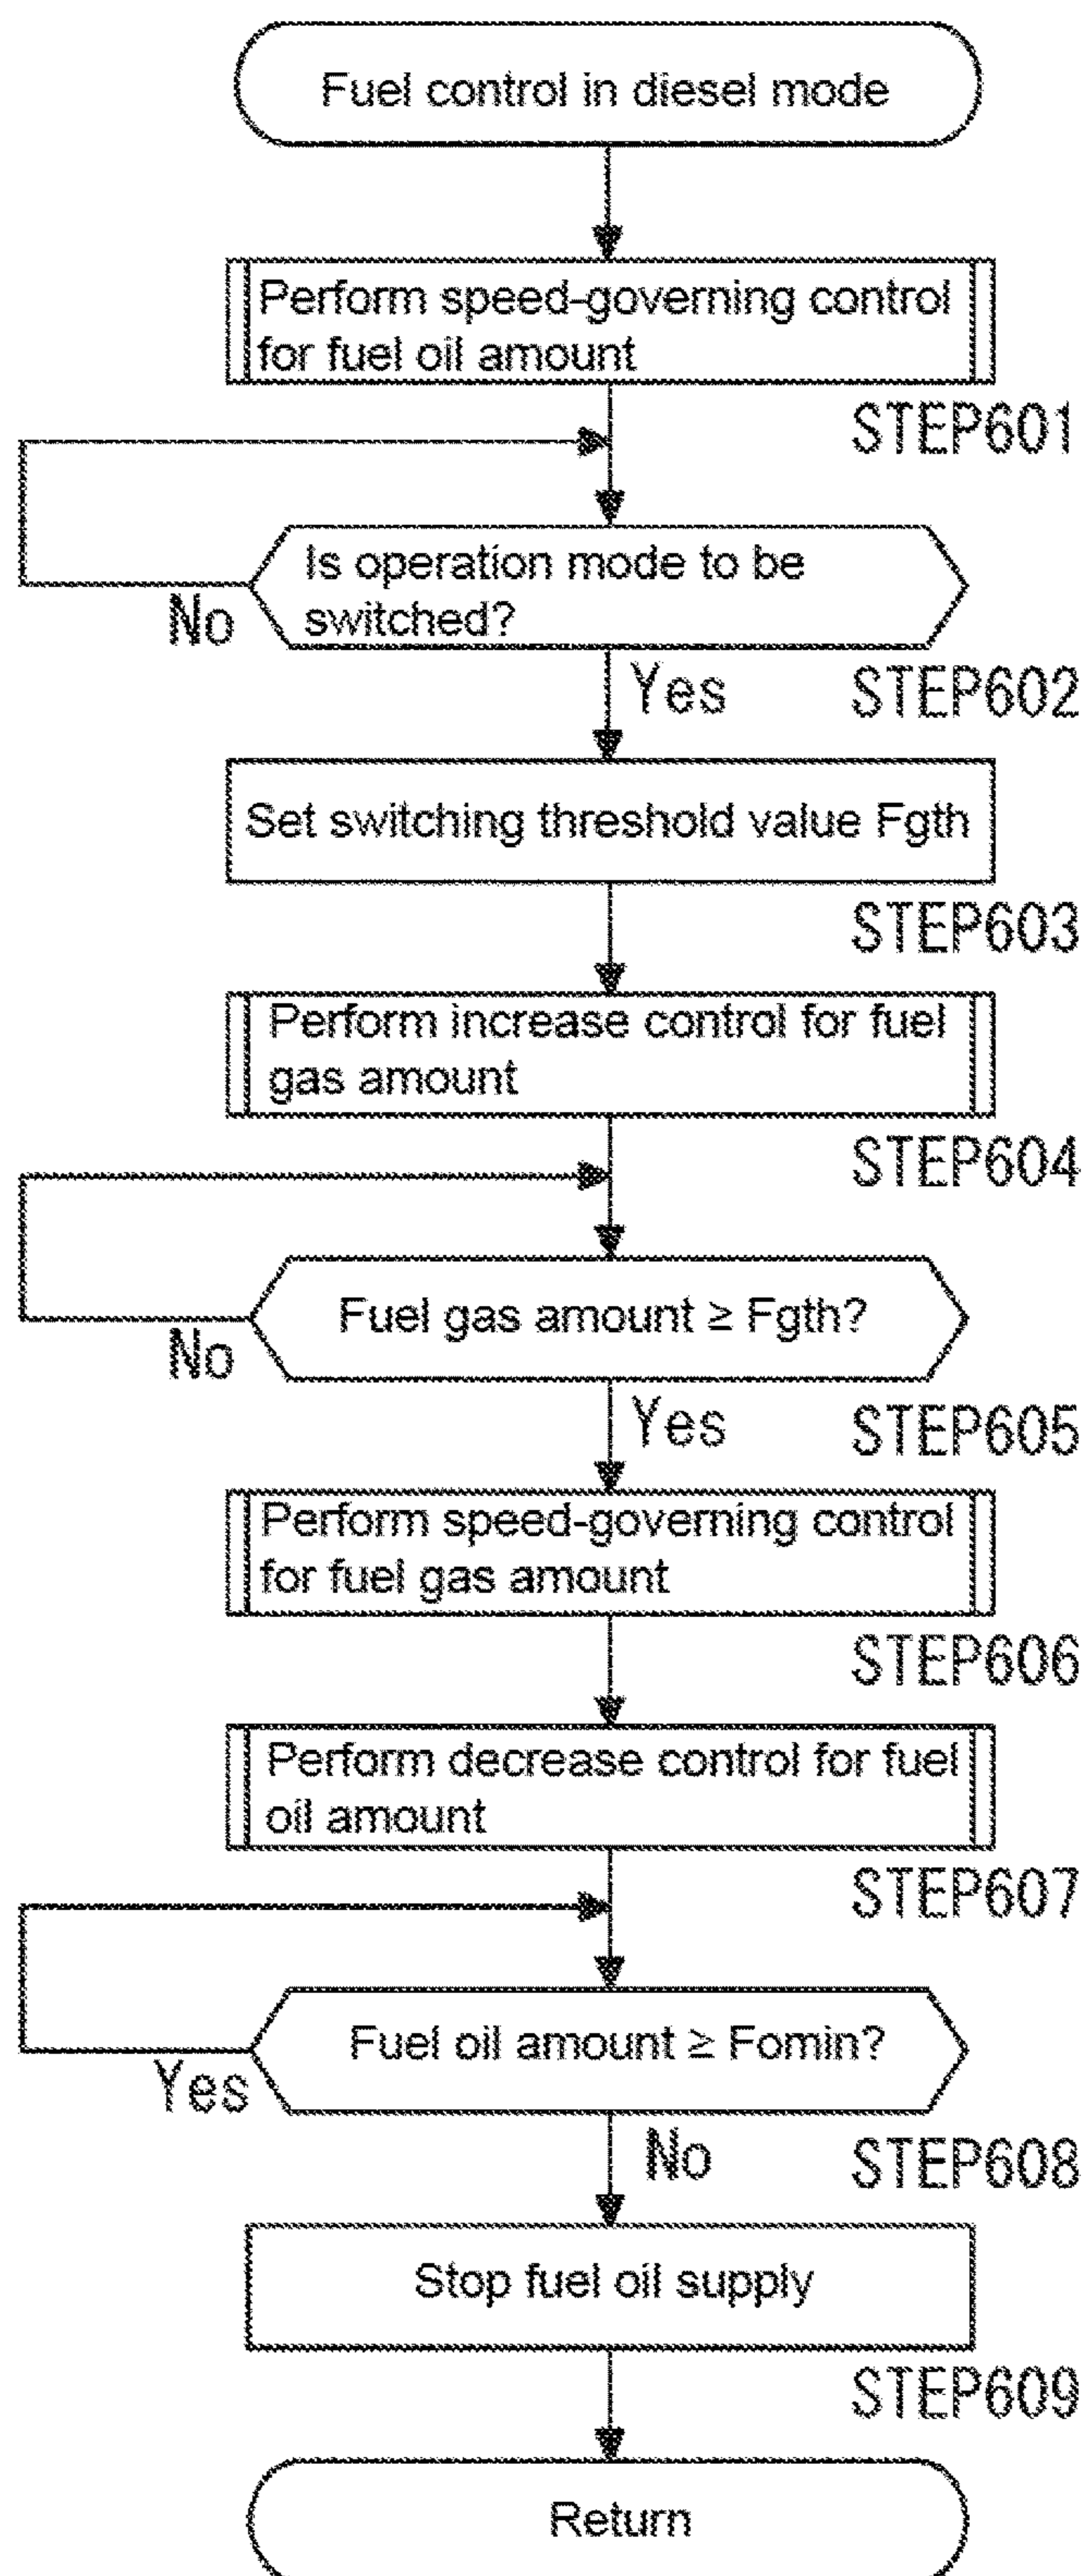 Fuel control in diesel mode
Perform speed-governing control
for fuel oil amount
STEP601
Is operation mode to be
switched?
No
Yes
STEP602
Set switching threshold value Fgth
STEP603
Perform increase control for fuel
gas amount
STEP604
Fuel gas amount ≥ Fgth?
No
Yes
STEP605
Perform speed-governing control
for fuel gas amount
STEP606
Perform decrease control for fuel
oil amount
STEP607
Fuel oil amount ≥ Fomin?
Yes
No
STEP608
Stop fuel oil supply
STEP609
Return